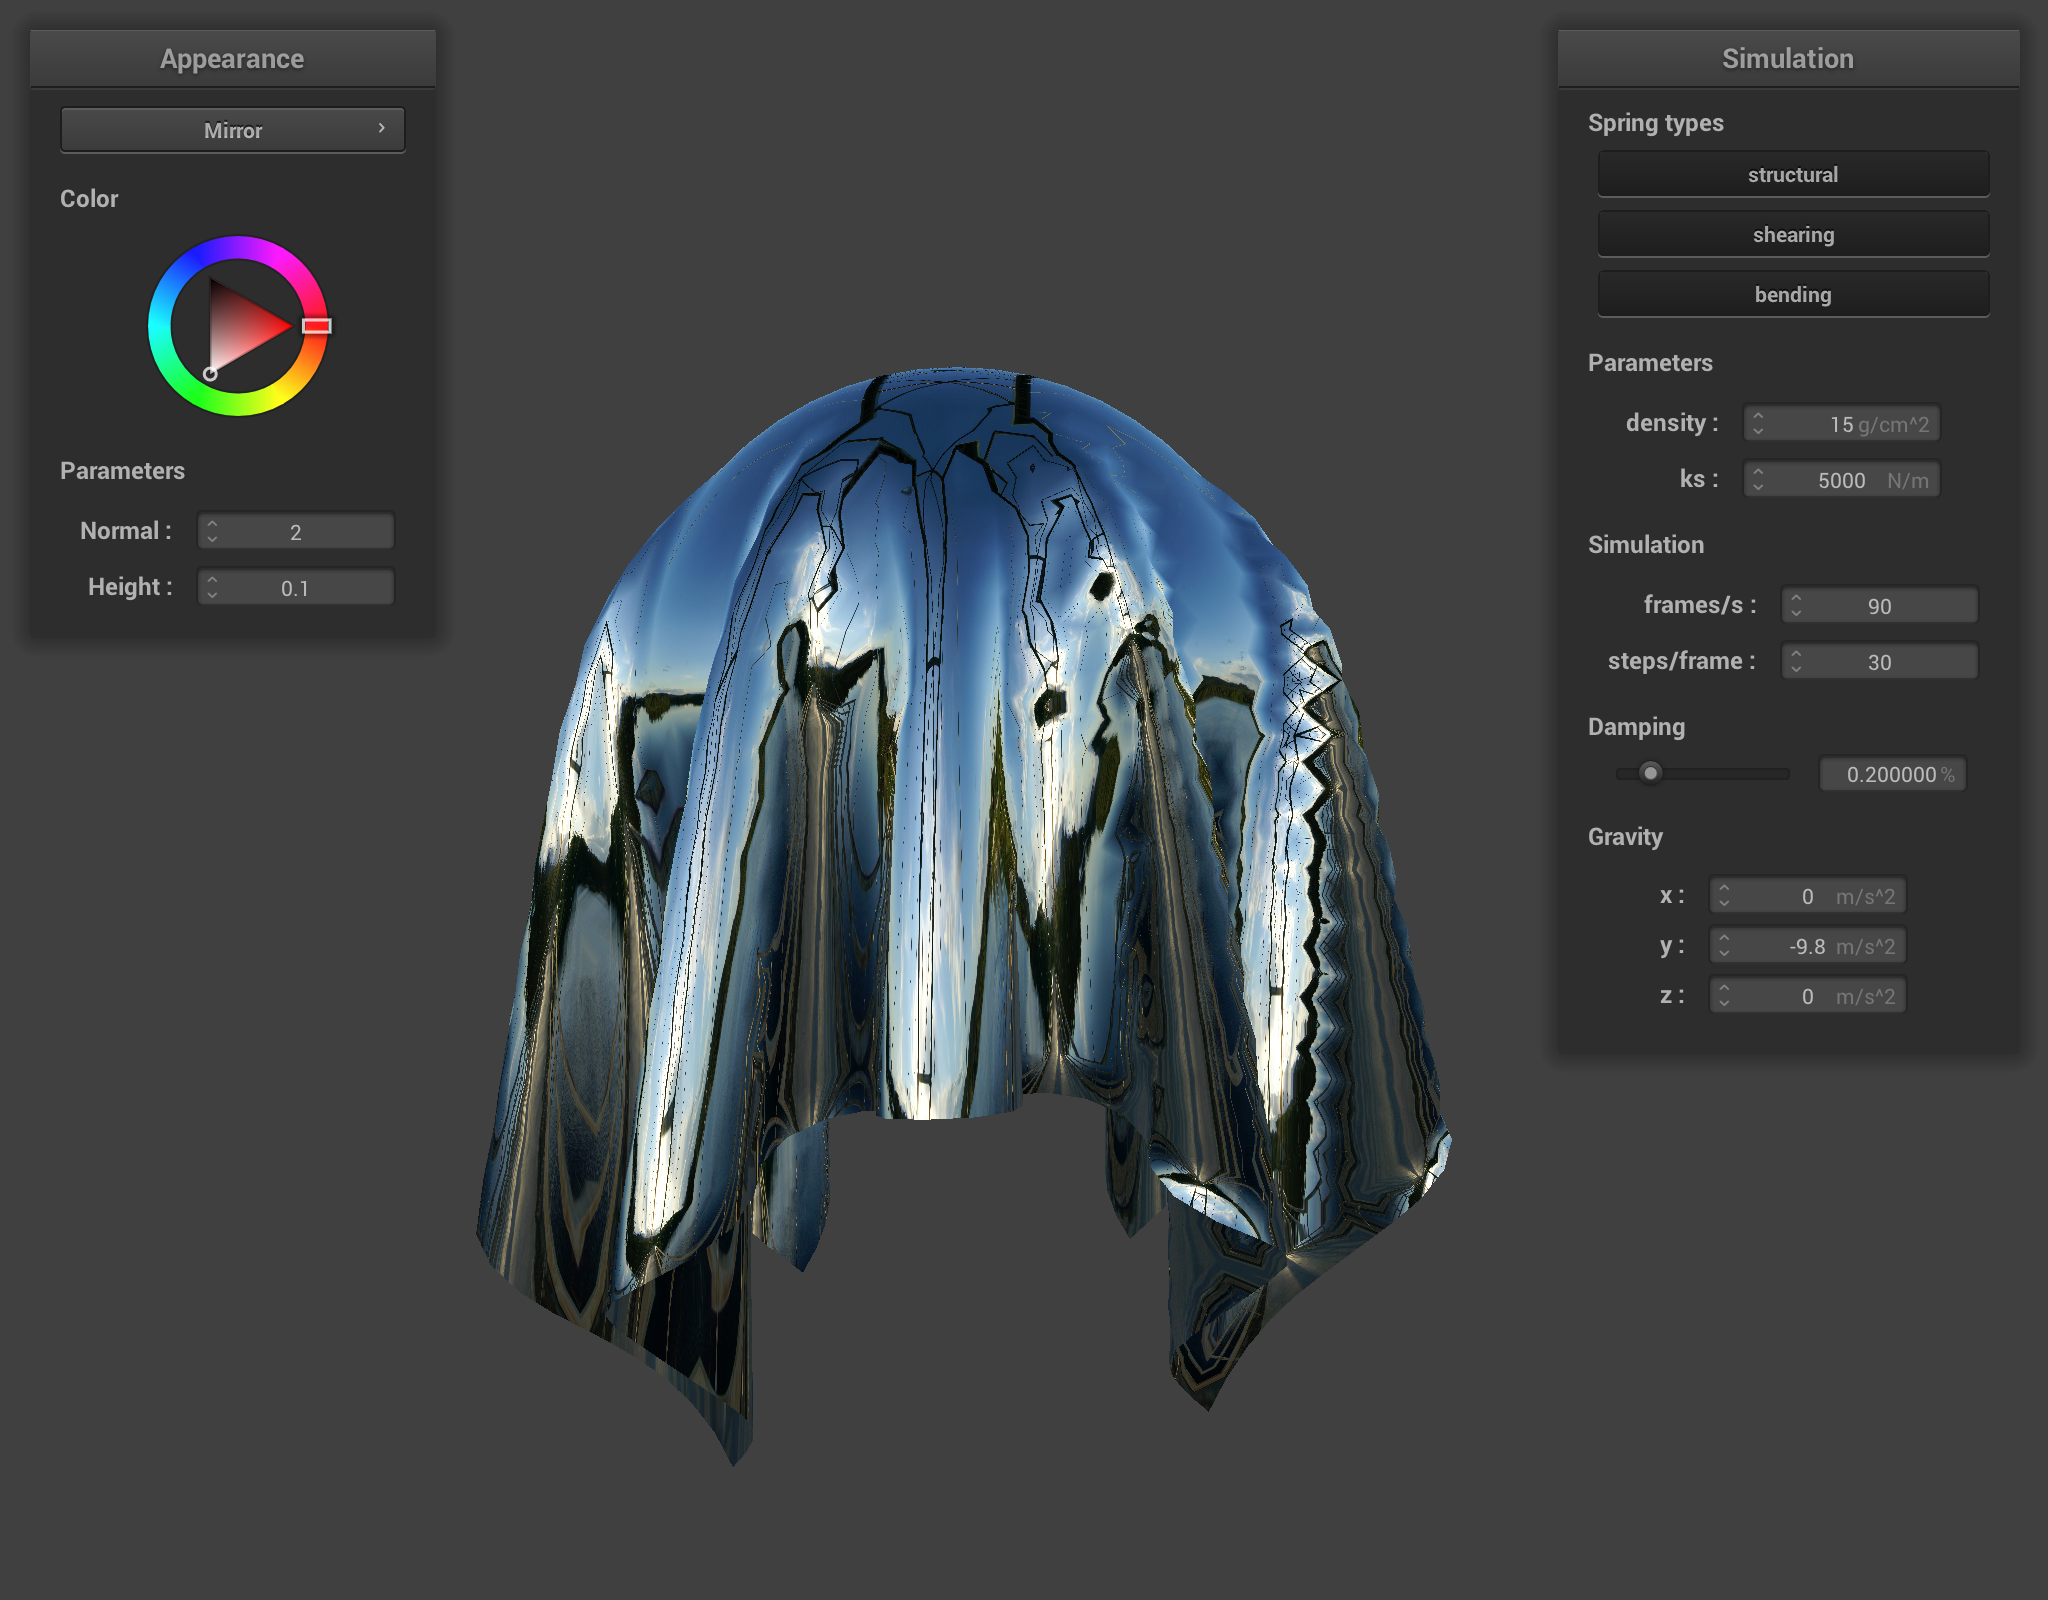 Appearance
Mirror
Color
Parameters
Normal : 2
Height : 0.1
Simulation
Spring types
structural
shearing
bending
Parameters
density : 15 g/cm^2
ks : 5000 N/m
Simulation
frames/s : 90
steps/frame : 30
Damping
0.200000 %
Gravity
x : 0 m/s^2
y : -9.8 m/s^2
z : 0 m/s^2